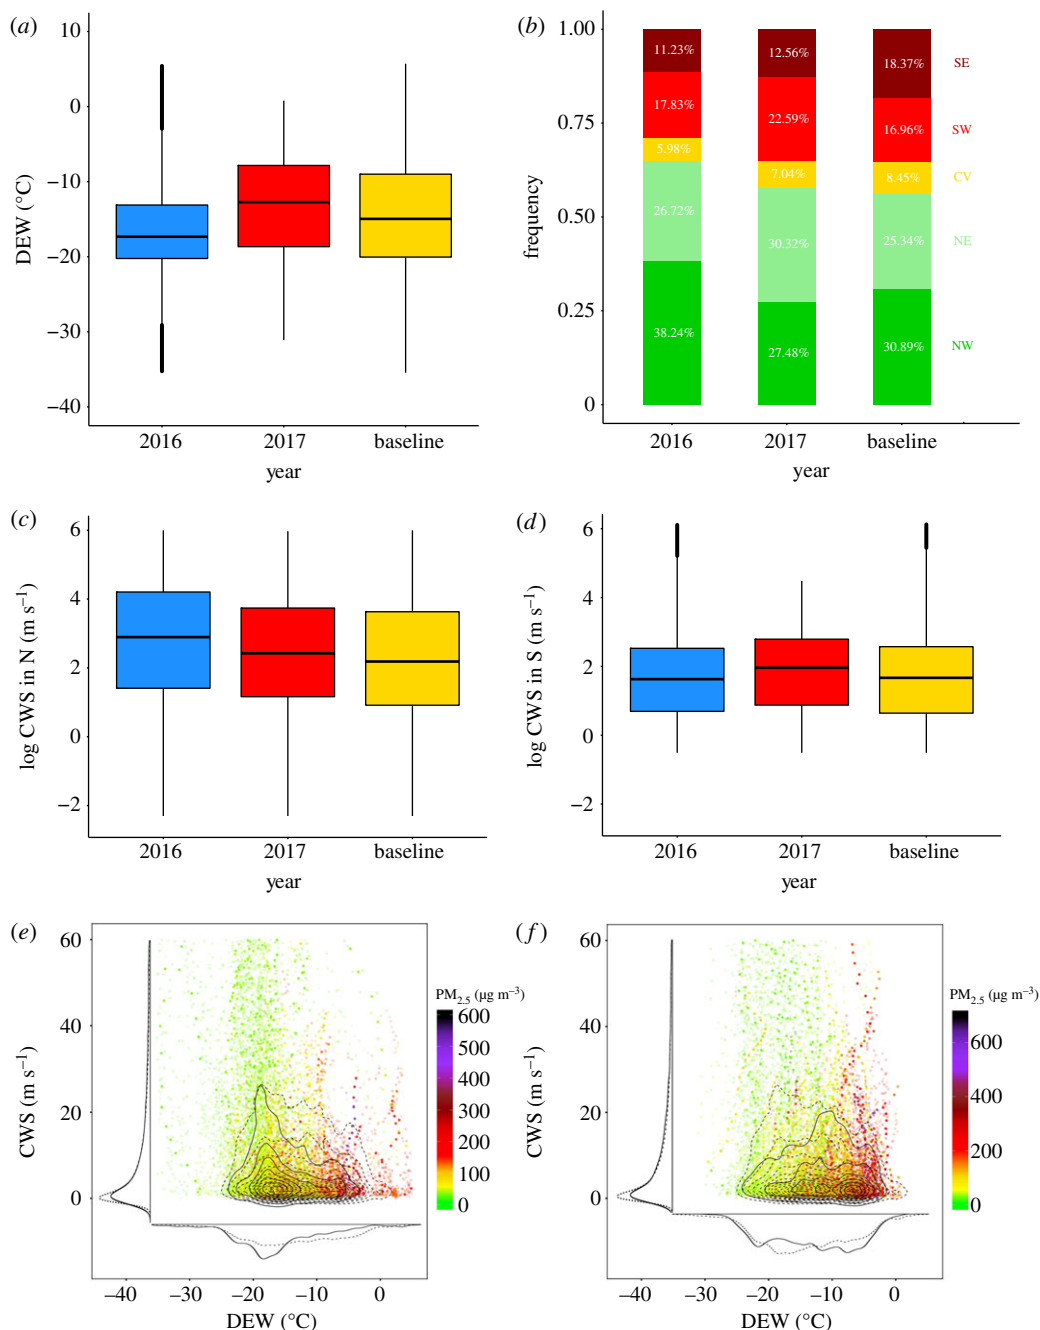 (a)
10
0
−10
−20
−30
−40
DEW (°C)
2016
2017
baseline
year
(b)
1.00
0.75
0.50
0.25
0
frequency
11.23%
17.83%
5.98%
26.72%
38.24%
12.56%
22.59%
7.04%
30.32%
27.48%
18.37%
16.96%
8.45%
25.34%
30.89%
SE
SW
CV
NE
NW
2016
2017
baseline
year
(c)
6
4
2
0
−2
log CWS in N (m s⁻¹)
2016
2017
baseline
year
(d)
6
4
2
0
−2
log CWS in S (m s⁻¹)
2016
2017
baseline
year
(e)
60
40
20
0
CWS (m s⁻¹)
−40
−30
−20
−10
0
DEW (°C)
PM₂.₅ (µg m⁻³)
600
500
400
300
200
100
0
(f)
60
40
20
0
CWS (m s⁻¹)
−40
−30
−20
−10
0
DEW (°C)
PM₂.₅ (µg m⁻³)
600
400
200
0